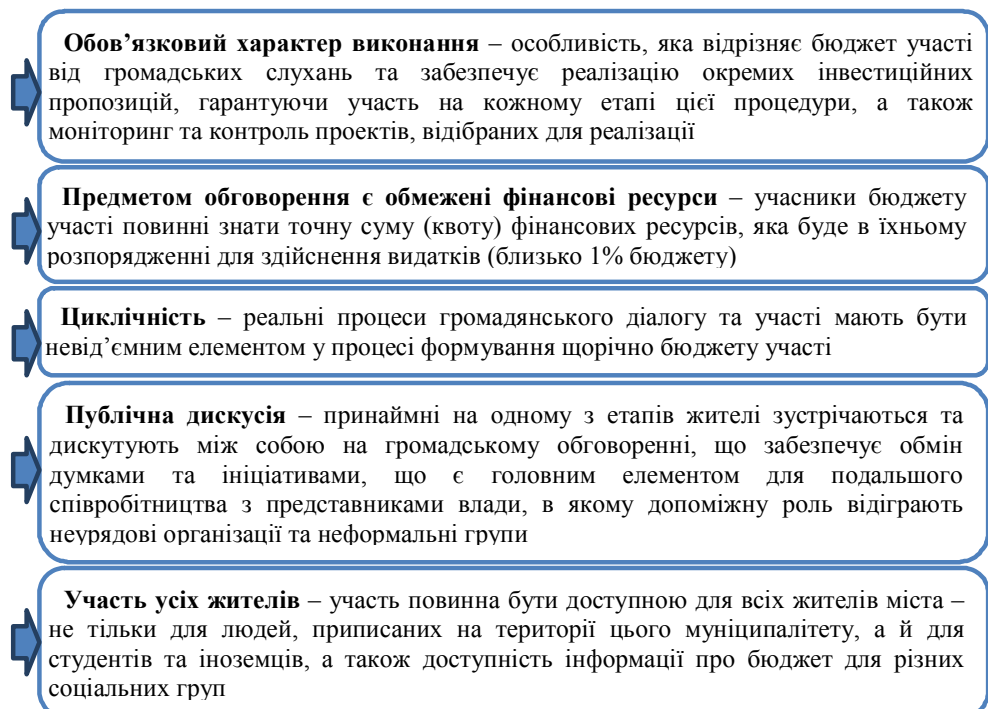 Обов’язковий характер виконання – особливість, яка відрізняє бюджет участі
від громадських слухань та забезпечує реалізацію окремих інвестиційних
пропозицій, гарантуючи участь на кожному етапі цієї процедури, а також
моніторинг та контроль проектів, відібраних для реалізації
Предметом обговорення є обмежені фінансові ресурси – учасники бюджету
участі повинні знати точну суму (квоту) фінансових ресурсів, яка буде в їхньому
розпорядженні для здійснення видатків (близько 1% бюджету)
Циклічність – реальні процеси громадянського діалогу та участі мають бути
невід’ємним елементом у процесі формування щорічно бюджету участі
Публічна дискусія – принаймні на одному з етапів жителі зустрічаються та
дискутують між собою на громадському обговоренні, що забезпечує обмін
думками та ініціативами, що є головним елементом для подальшого
співробітництва з представниками влади, в якому допоміжну роль відіграють
неурядові організації та неформальні групи
Участь усіх жителів – участь повинна бути доступною для всіх жителів міста –
не тільки для людей, приписаних на території цього муніципалітету, а й для
студентів та іноземців, а також доступність інформації про бюджет для різних
соціальних груп